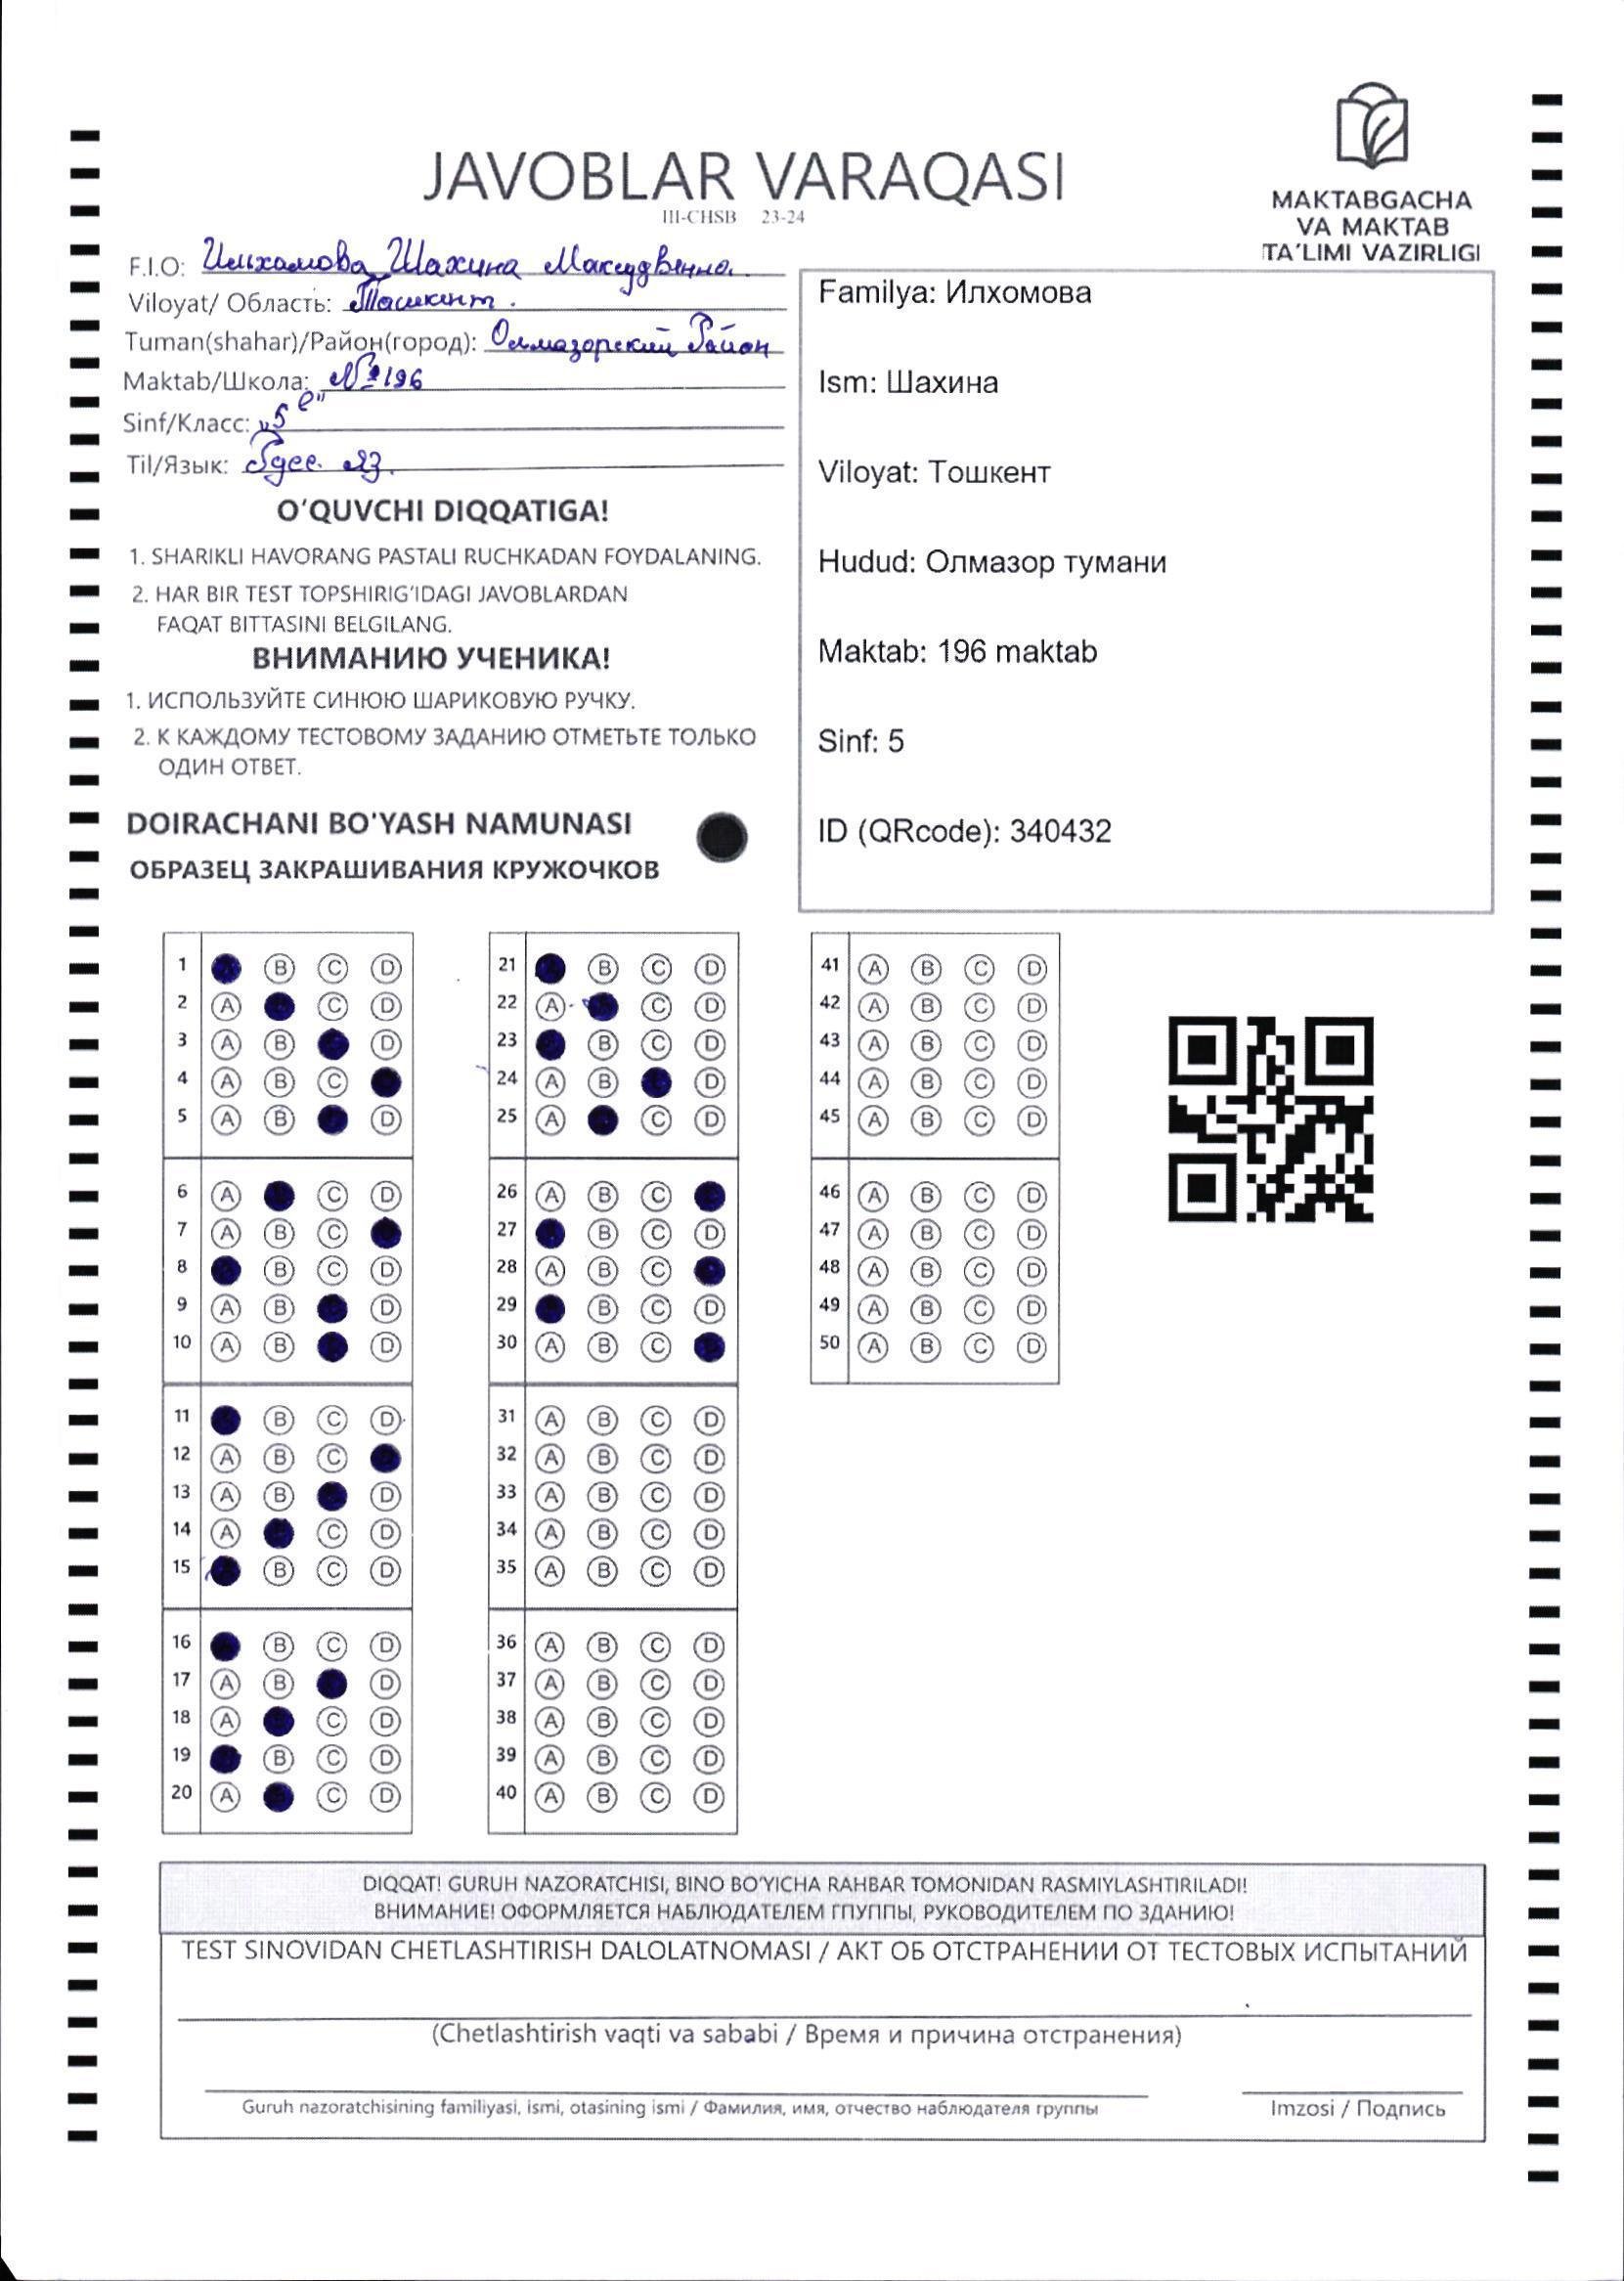 JAVOBLAR VARAQASI
III-CHSB 23-24
MAKTABGACHA
VA MAKTAB
TA'LIMI VAZIRLIGI
F.I.O: Илхамова Шахина Максудвенна.
Viloyat/ Область: Ташкент.
Tuman(shahar)/Район(город): Олмазорский Район
Maktab/Школа: №196
Sinf/Класс: „5 е"
Til/Язык:
Familya: Илхомова
Ism: Шахина
Viloyat: Тошкент
Hudud: Олмазор тумани
Maktab: 196 maktab
Sinf: 5
ID (QRcode): 340432
O'QUVCHI DIQQATIGA!
1. SHARIKLI HAVORANG PASTALI RUCHKADAN FOYDALANING.
2. HAR BIR TEST TOPSHIRIG'IDAGI JAVOBLARDAN
FAQAT BITTASINI BELGILANG.
ВНИМАНИЮ УЧЕНИКА!
1. ИСПОЛЬЗУЙТЕ СИНЮЮ ШАРИКОВУЮ РУЧКУ.
2. К КАЖДОМУ ТЕСТОВОМУ ЗАДАНИЮ ОТМЕТЬТЕ ТОЛЬКО
ОДИН ОТВЕТ.
DOIRACHANI BO'YASH NAMUNASI
ОБРАЗЕЦ ЗАКРАШИВАНИЯ КРУЖОЧКОВ
1 B C D
2 A C D
3 A B D
4 A B C
5 A B D
6 A C D
7 A B C
8 B C D
9 A B D
10 A B D
11 B C D
12 A B C
13 A B D
14 A C D
15 B C D
16 B C D
17 A B D
18 A C D
19 B C D
20 A C D
21 B C D
22 A C D
23 B C D
24 A B D
25 A C D
26 A B C
27 B C D
28 A B C
29 B C D
30 A B C
31 A B C D
32 A B C D
33 A B C D
34 A B C D
35 A B C D
36 A B C D
37 A B C D
38 A B C D
39 A B C D
40 A B C D
41 A B C D
42 A B C D
43 A B C D
44 A B C D
45 A B C D
46 A B C D
47 A B C D
48 A B C D
49 A B C D
50 A B C D
DIQQAT! GURUH NAZORATCHISI, BINO BO'YICHA RAHBAR TOMONIDAN RASMIYLASHTIRILADI!
ВНИМАНИЕ! ОФОРМЛЯЕТСЯ НАБЛЮДАТЕЛЕМ ГПУППЫ, РУКОВОДИТЕЛЕМ ПО ЗДАНИЮ!
TEST SINOVIDAN CHETLASHTIRISH DALOLATNOMASI / АКТ ОБ ОТСТРАНЕНИИ ОТ ТЕСТОВЫХ ИСПЫТАНИЙ
(Chetlashtirish vaqti va sababi / Время и причина отстранения)
Guruh nazoratchisining familiyasi, ismi, otasining ismi / Фамилия, имя, отчество наблюдателя группы
Imzosi / Подпись